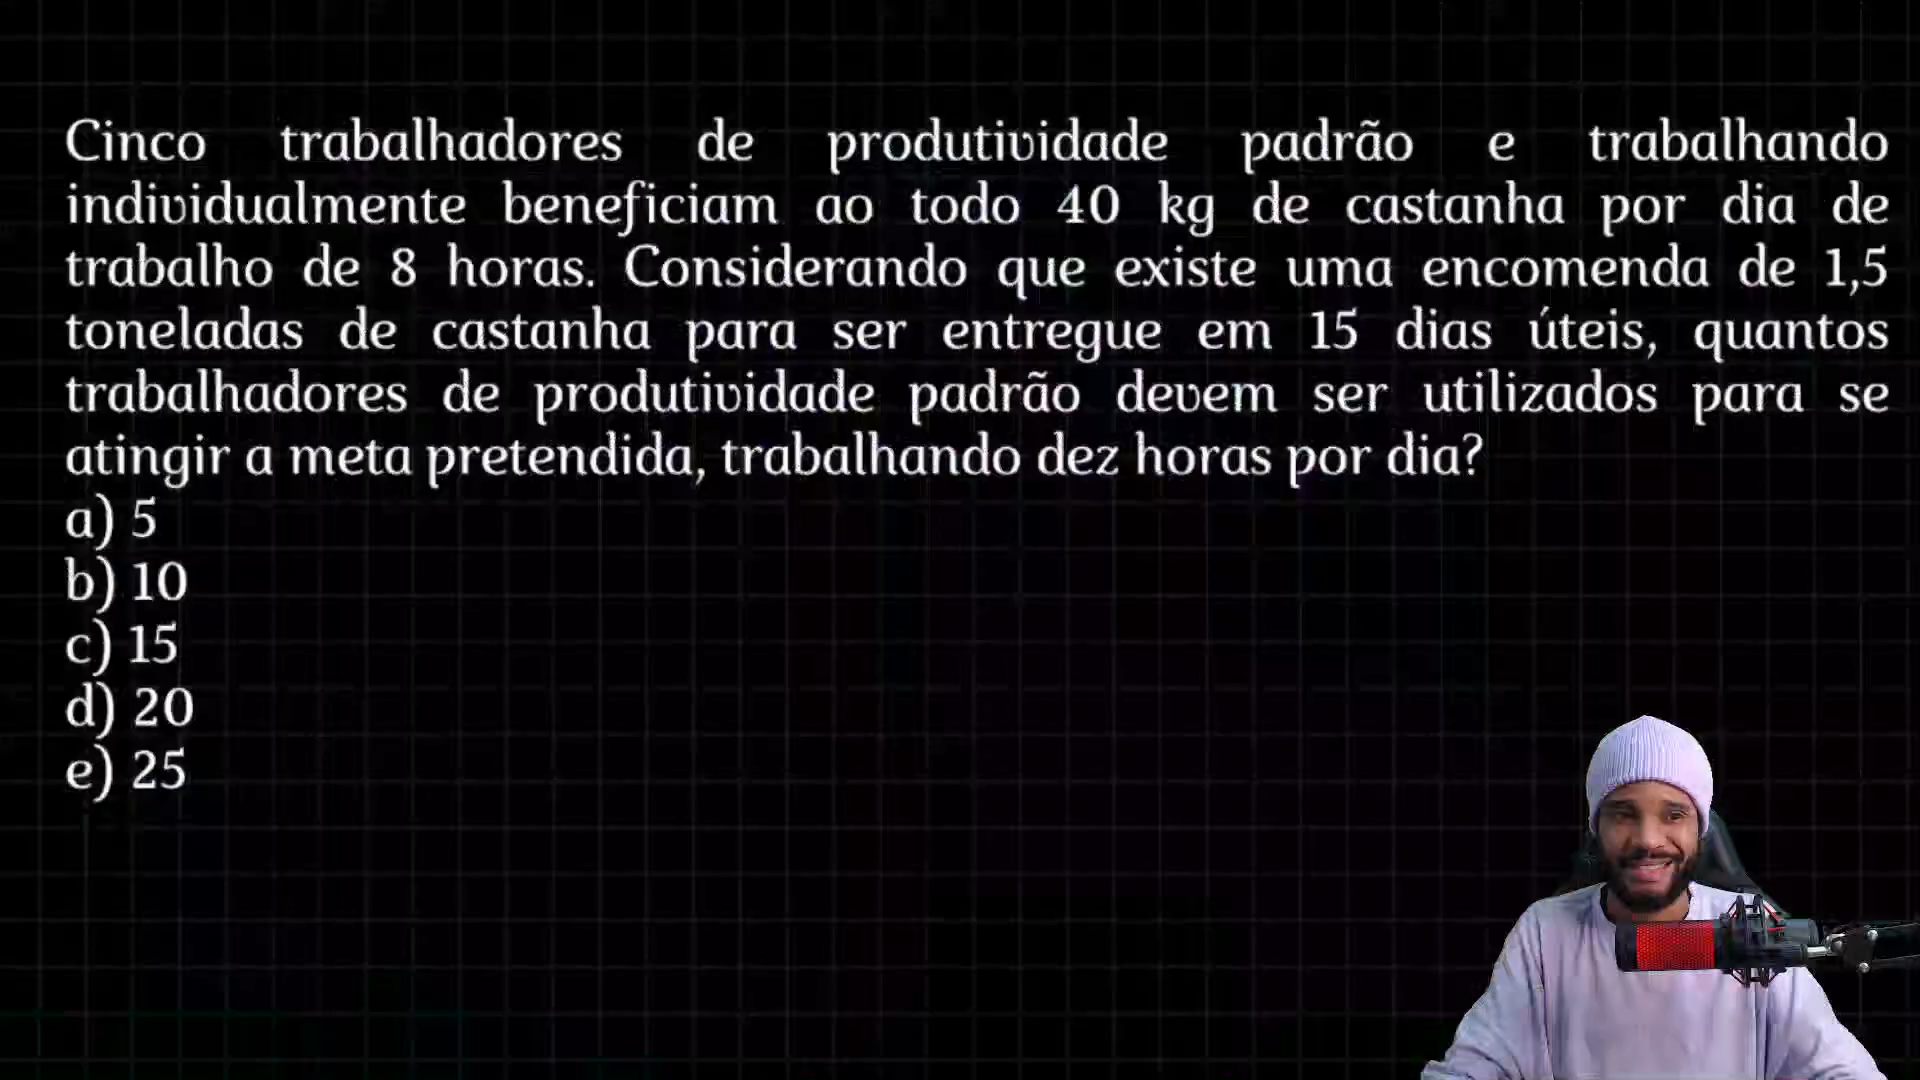 Cinco trabalhadores de produtividade padrão e trabalhando
individualmente beneficiam ao todo 40 kg de castanha por dia de
trabalho de 8 horas. Considerando que existe uma encomenda de 1,5
toneladas de castanha para ser entregue em 15 dias úteis, quantos
trabalhadores de produtividade padrão devem ser utilizados para se
atingir a meta pretendida, trabalhando dez horas por dia?
a) 5
b) 10
c) 15
d) 20
e) 25